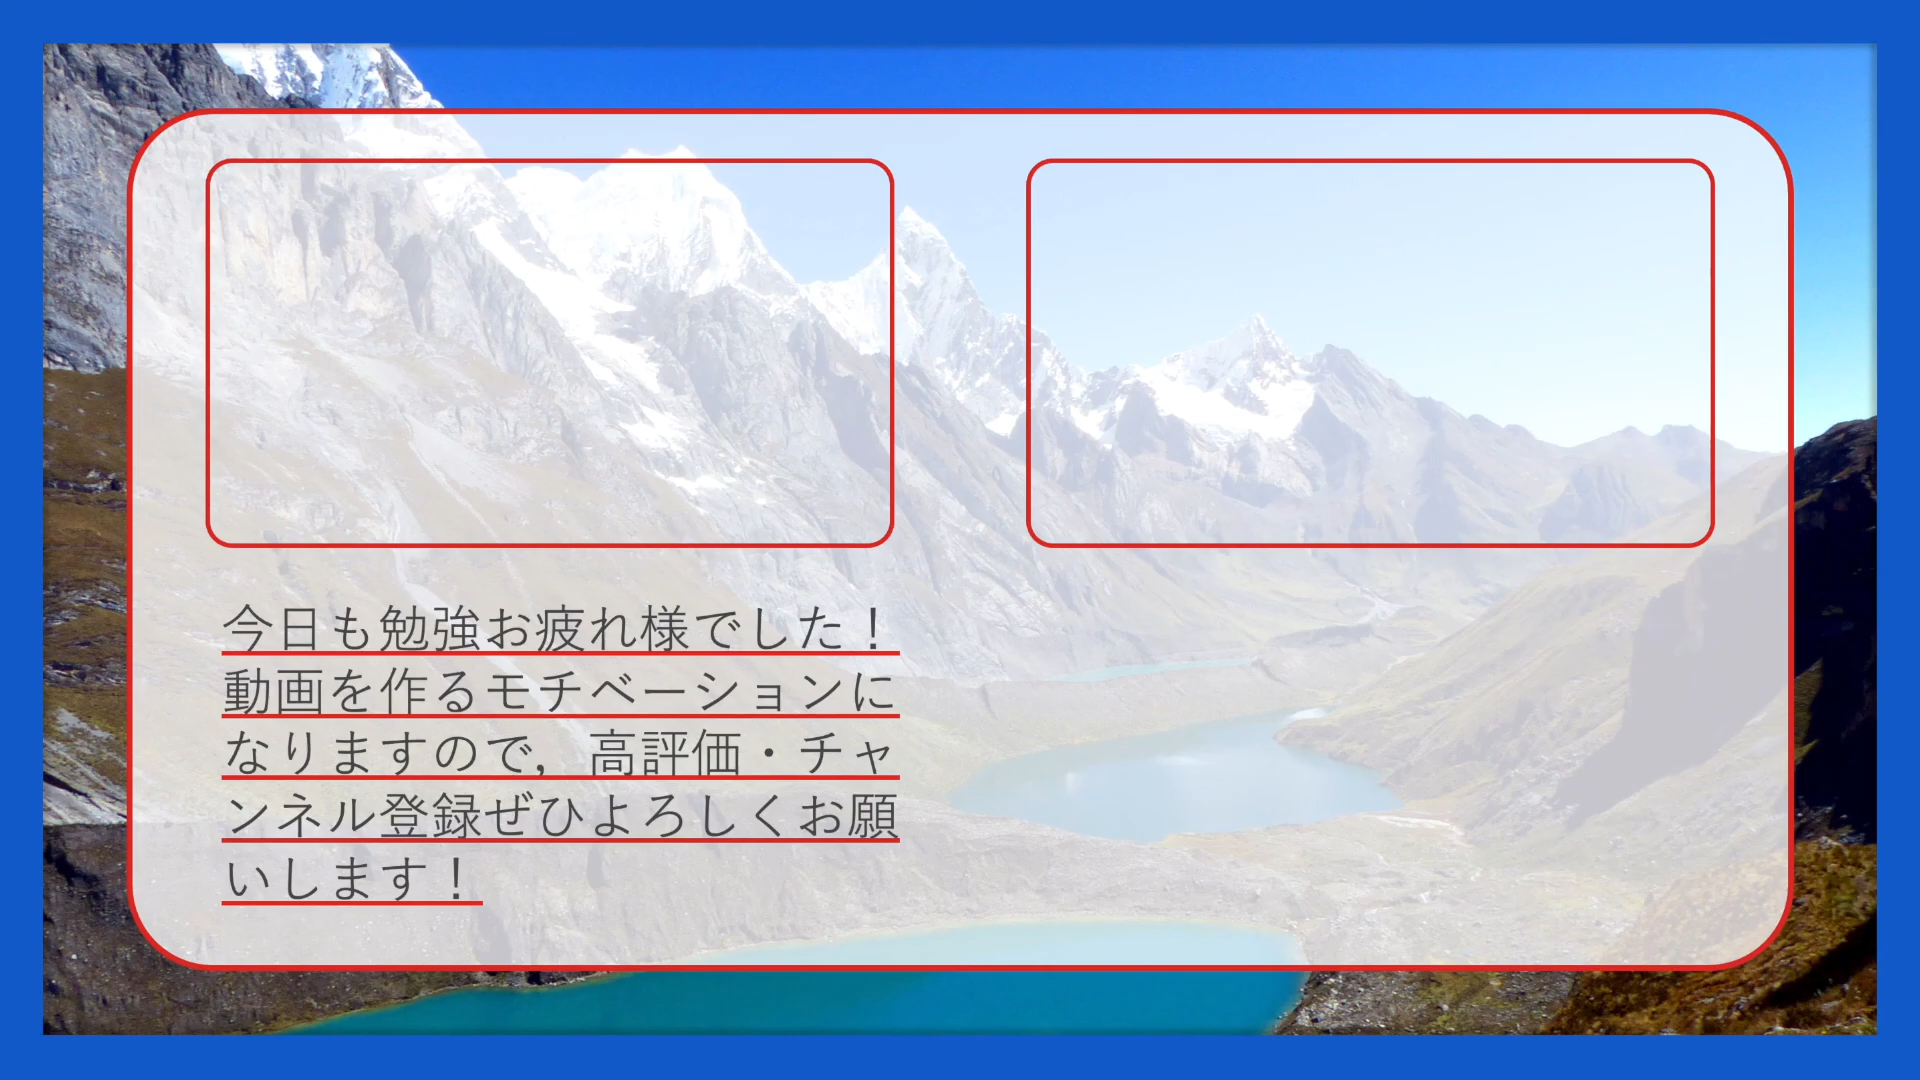 今日も勉強お疲れ様でした！
動画を作るモチベーションに
なりますので，高評価・チャ
ンネル登録ぜひよろしくお願
いします！